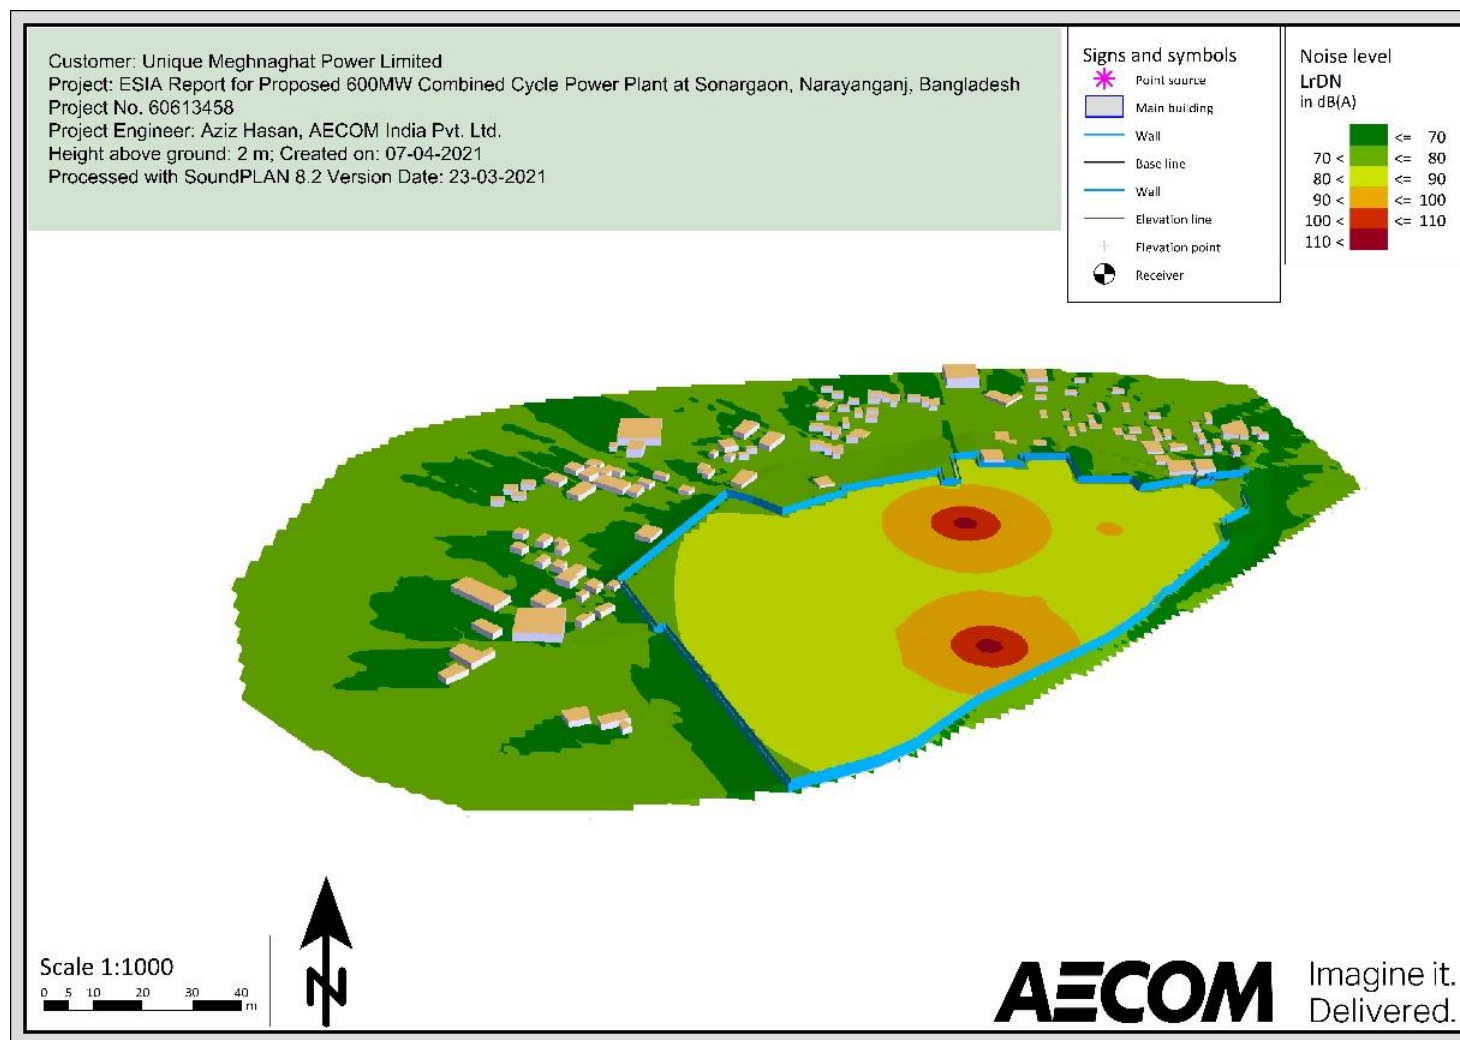 Customer: Unique Meghnaghat Power Limited
Project: ESIA Report for Proposed 600MW Combined Cycle Power Plant at Sonargaon, Narayanganj, Bangladesh
Project No. 60613458
Project Engineer: Aziz Hasan, AECOM India Pvt. Ltd.
Height above ground: 2 m; Created on: 07-04-2021
Processed with SoundPLAN 8.2 Version Date: 23-03-2021
Signs and symbols
Point source
Main building
Wall
Base line
Wall
Elevation line
Elevation point
Receiver
Noise level
LrDN
in dB(A)
<= 70
70 < <= 80
80 < <= 90
90 < <= 100
100 < <= 110
110 <
Scale 1:1000
0 5 10 20 30 40
m
N
AECOM
Imagine it.
Delivered.